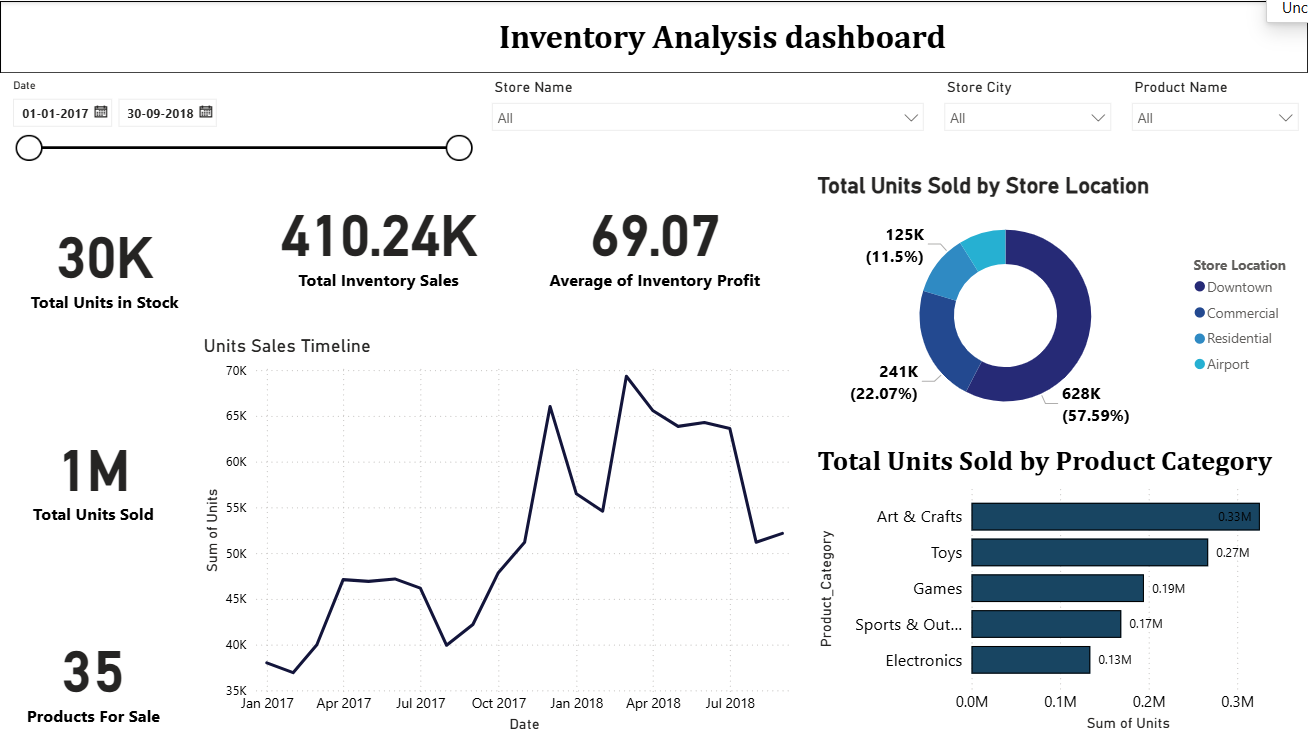 Unc
Inventory Analysis dashboard
Date
01-01-2017
30-09-2018
Store Name
All
Store City
All
Product Name
All
30K
Total Units in Stock
410.24K
Total Inventory Sales
69.07
Average of Inventory Profit
1M
Total Units Sold
35
Products For Sale
Units Sales Timeline
Sum of Units
70K
65K
60K
55K
50K
45K
40K
35K
Jan 2017 Apr 2017 Jul 2017 Oct 2017 Jan 2018 Apr 2018 Jul 2018
Date
Total Units Sold by Store Location
125K
(11.5%)
241K
(22.07%)
628K
(57.59%)
Store Location
Downtown
Commercial
Residential
Airport
Total Units Sold by Product Category
Product_Category
Art & Crafts 0.33M
Toys 0.27M
Games 0.19M
Sports & Out... 0.17M
Electronics 0.13M
0.0M 0.1M 0.2M 0.3M
Sum of Units